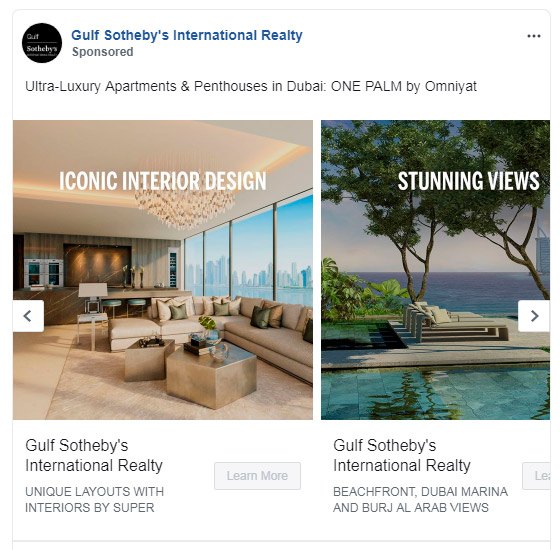 Gulf
Sotheby's
Gulf Sotheby's International Realty
Sponsored
Ultra-Luxury Apartments & Penthouses in Dubai: ONE PALM by Omniyat
ICONIC INTERIOR DESIGN
STUNNING VIEWS
Gulf Sotheby's
International Realty
Learn More
UNIQUE LAYOUTS WITH
INTERIORS BY SUPER
Gulf Sotheby's
International Realty
Lea
BEACHFRONT, DUBAI MARINA
AND BURJ AL ARAB VIEWS